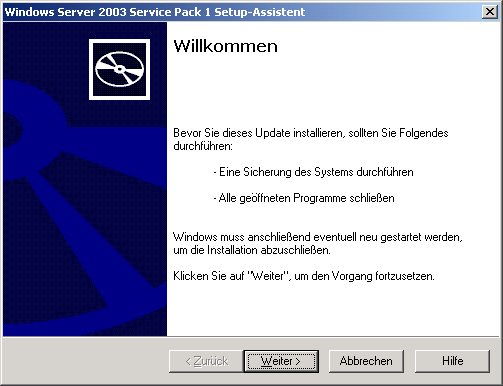 Windows Server 2003 Service Pack 1 Setup-Assistent
Willkommen
Bevor Sie dieses Update installieren, sollten Sie Folgendes
durchführen:
- Eine Sicherung des Systems durchführen
- Alle geöffneten Programme schließen
Windows muss anschließend eventuell neu gestartet werden,
um die Installation abzuschließen.
Klicken Sie auf "Weiter", um den Vorgang fortzusetzen.
< Zurück
Weiter >
Abbrechen
Hilfe